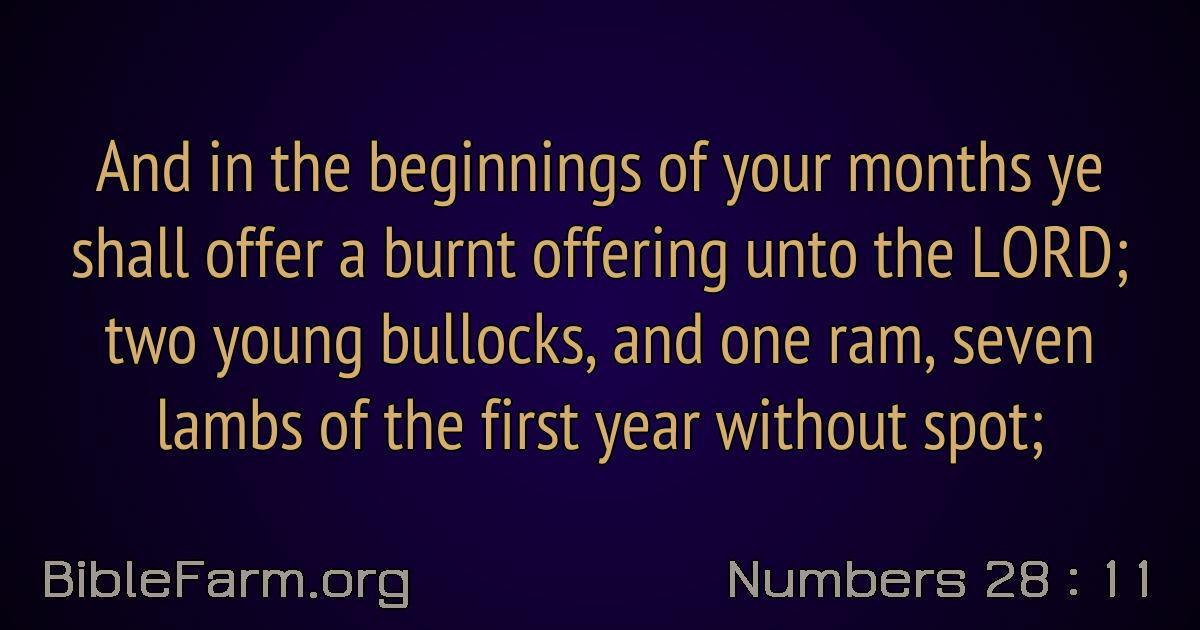 And in the beginnings of your months ye
shall offer a burnt offering unto the LORD;
two young bullocks, and one ram, seven
lambs of the first year without spot;
BibleFarm.org
Numbers 28 : 11